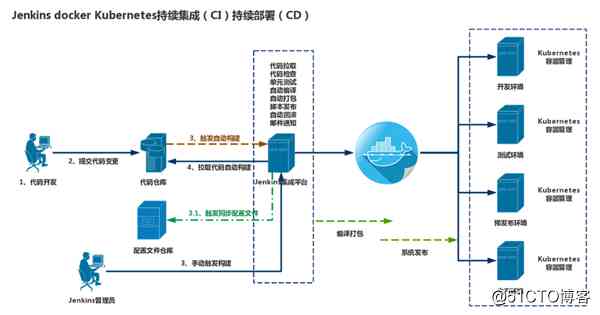 Jenkins docker Kubernetes持续集成（CI）持续部署（CD）
代码拉取
代码检查
单元测试
自动编译
自动打包
脚本发布
自动回滚
邮件通知
1、代码开发
2、提交代码变更
代码仓库
3、触发自动构建
4、拉取代码自动构建
Jenkins集成平台
3.1、触发同步配置文件
配置文件仓库
3、手动触发构建
Jenkins管理员
编译打包
系统发布
Kubernetes
容器管理
开发环境
Kubernetes
容器管理
测试环境
Kubernetes
容器管理
预发布环境
Kubernetes
容器管理
@51CTO博客